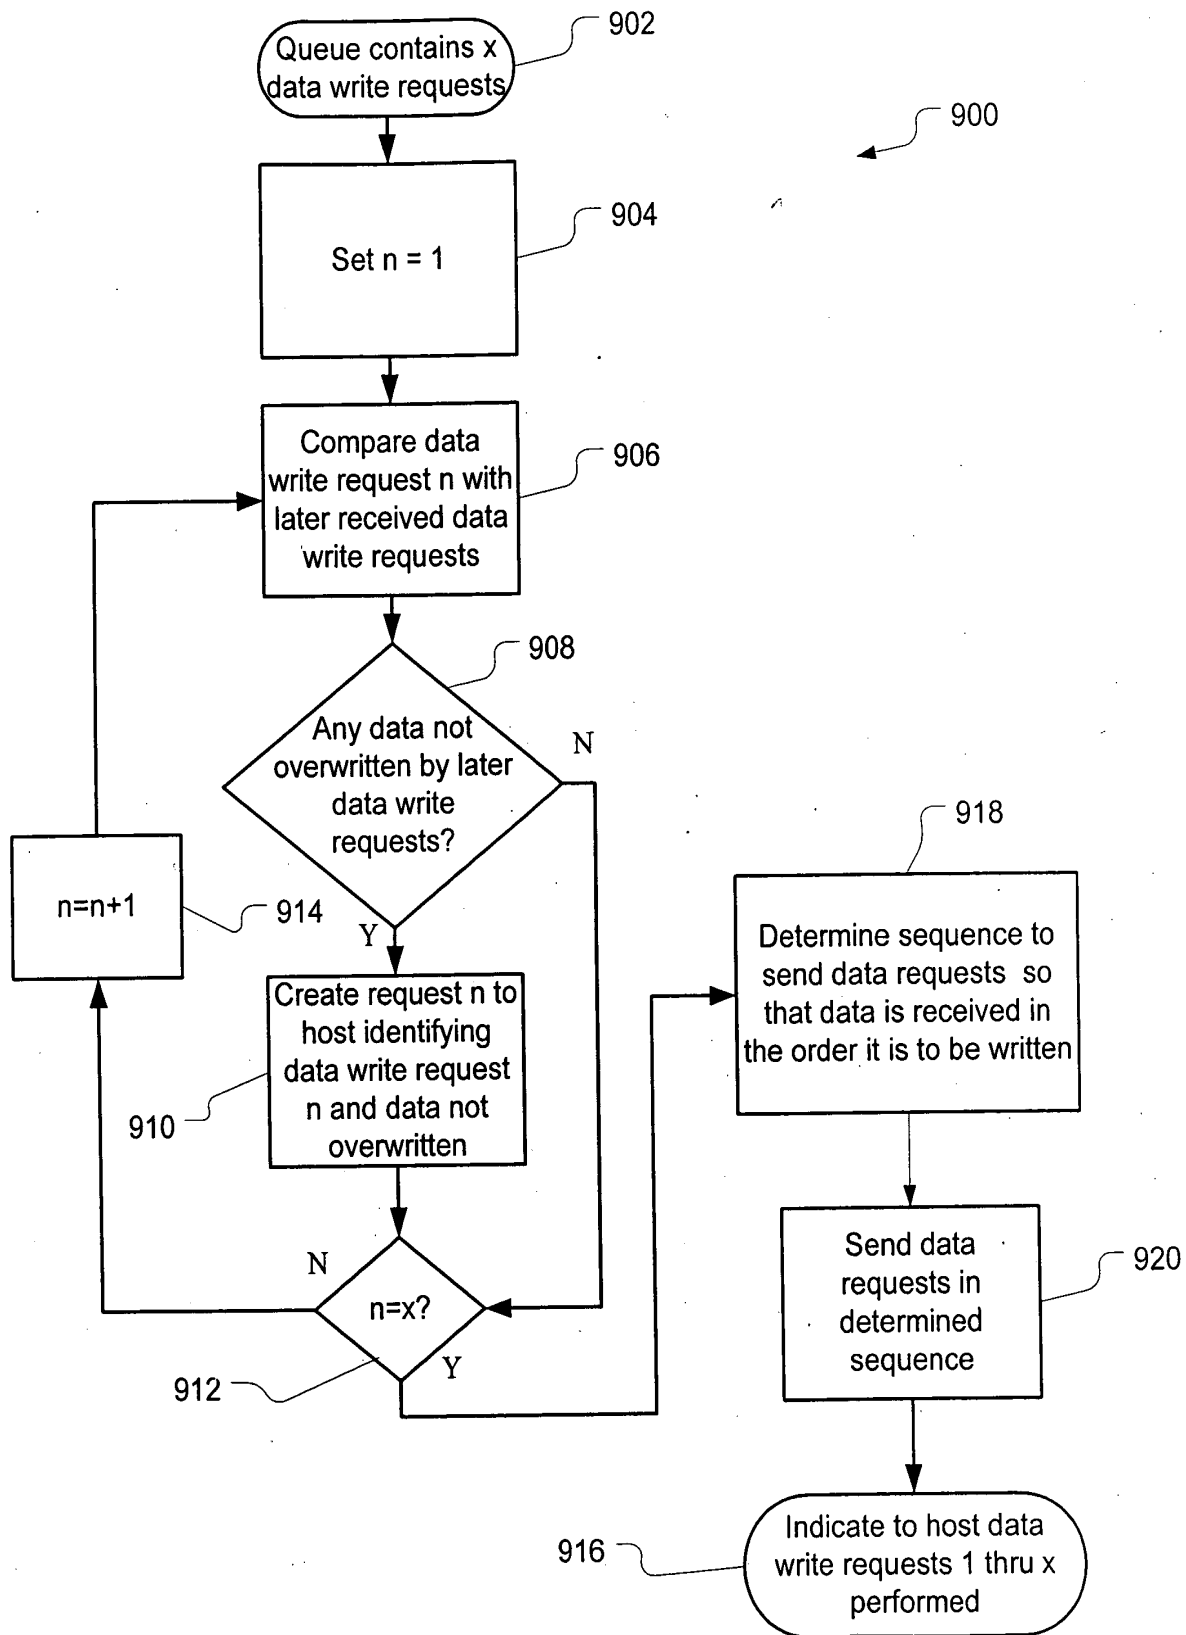 Queue contains x
data write requests
902
900
Set n = 1
904
Compare data
write request n with
later received data
write requests
906
Any data not
overwritten by later
data write
requests?
908
N
Y
n=n+1
914
Create request n to
host identifying
data write request
n and data not
overwritten
910
n=x?
N
Y
912
Determine sequence to
send data requests so
that data is received in
the order it is to be written
918
Send data
requests in
determined
sequence
920
Indicate to host data
write requests 1 thru x
performed
916